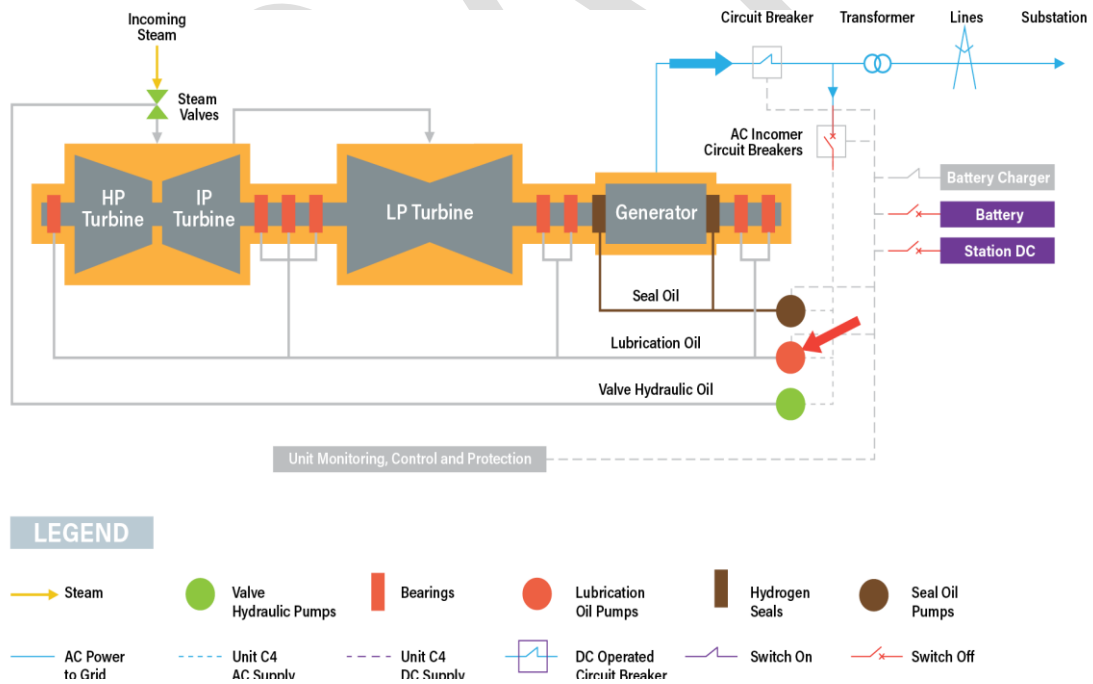 Incoming
Steam
Circuit Breaker
Transformer
Lines
Substation
Steam
Valves
AC Incomer
Circuit Breakers
Battery Charger
HP
Turbine
IP
Turbine
LP Turbine
Generator
Battery
Station DC
Seal Oil
Lubrication Oil
Valve Hydraulic Oil
Unit Monitoring, Control and Protection
LEGEND
Steam
Valve
Hydraulic Pumps
Bearings
Lubrication
Oil Pumps
Hydrogen
Seals
Seal Oil
Pumps
AC Power
to Grid
Unit C4
AC Supply
Unit C4
DC Supply
DC Operated
Circuit Breaker
Switch On
Switch Off